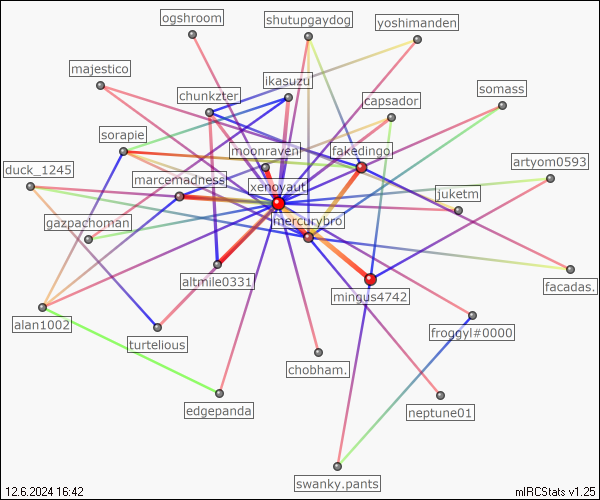 ogshroom
shutupgaydog
yoshimanden
majestico
ikasuzu
chunkzter
somass
capsador
sorapie
moonraven
fakedingo
duck_1245
artyom0593
marcemadness
xenoyaut
juketm
gazpachoman
mercurybro
altmile0331
facadas.
mingus4742
alan1002
froggyl#0000
turtelious
chobham.
edgepanda
neptune01
swanky.pants
12.6.2024 16:42
mIRCStats v1.25